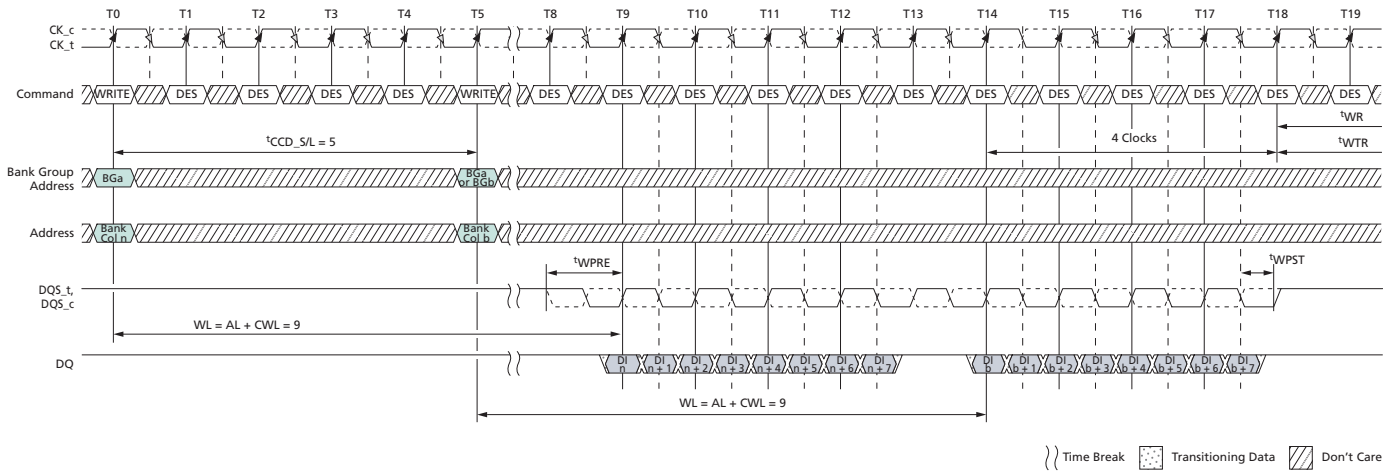 T0 T1 T2 T3 T4 T5 T8 T9 T10 T11 T12 T13 T14 T15 T16 T17 T18 T19
CK_c
CK_t
Command WRITE DES DES DES DES WRITE DES DES DES DES DES DES DES DES DES DES DES DES
tWR
tCCD_S/L = 5
4 Clocks
tWTR
Bank Group
Address
BGa
BGa
or BGb
Address
Bank
Col n
Bank
Col b
tWPRE
tWPST
DQS_t,
DQS_c
WL = AL + CWL = 9
DQ
DI
n
DI
n + 1
DI
n + 2
DI
n + 3
DI
n + 4
DI
n + 5
DI
n + 6
DI
n + 7
DI
b
DI
b + 1
DI
b + 2
DI
b + 3
DI
b + 4
DI
b + 5
DI
b + 6
DI
b + 7
WL = AL + CWL = 9
Time Break Transitioning Data Don't Care